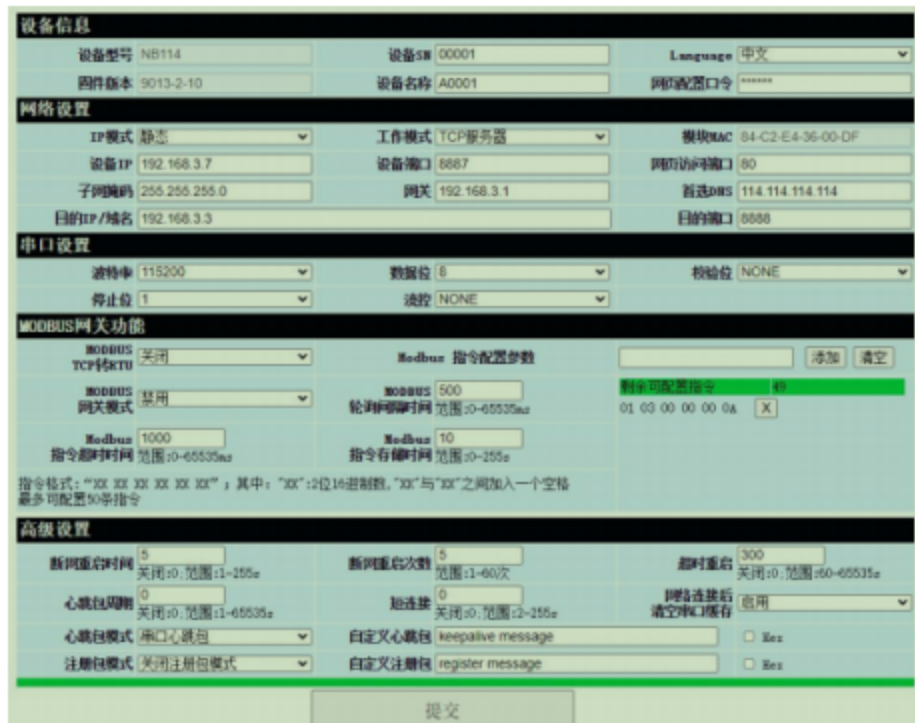 设备信息
设备型号 NB114 设备SN 00001 Language 中文
固件版本 9013-2-10 设备名称 A0001 网页配置口令 ******
网络设置
IP模式 静态 工作模式 TCP服务器 模块MAC 84-C2-E4-36-00-DF
设备IP 192.168.3.7 设备端口 8887 网页访问端口 80
子网掩码 255.255.255.0 网关 192.168.3.1 首选DNS 114.114.114.114
目的IP/域名 192.168.3.3 目的端口 8888
串口设置
波特率 115200 数据位 8 校验位 NONE
停止位 1 流控 NONE
MODBUS网关功能
MODBUS TCP转RTU 关闭 Modbus 指令配置参数 添加 清空
MODBUS 网关模式 禁用 MODBUS 轮询间隔时间 500 范围:0-65535ms 剩余可配置指令 49
01 03 00 00 00 0A X
Modbus 指令超时时间 1000 范围:0-65535ms Modbus 指令存储时间 10 范围:0-255s
指令格式:“XX XX XX XX XX XX”;其中:"XX":2位16进制数,"XX"与"XX"之间加入一个空格
最多可配置50条指令
高级设置
断网重启时间 5 关闭:0;范围:1-255s 断网重启次数 5 范围:1-60次 超时重启 300 关闭:0;范围:60-65535s
心跳包周期 0 关闭:0;范围:1-65535s 短连接 0 关闭:0;范围:2-255s 网络连接后 清空串口缓存 启用
心跳包模式 串口心跳包 自定义心跳包 keepalive message Hex
注册包模式 关闭注册包模式 自定义注册包 register message Hex
提交